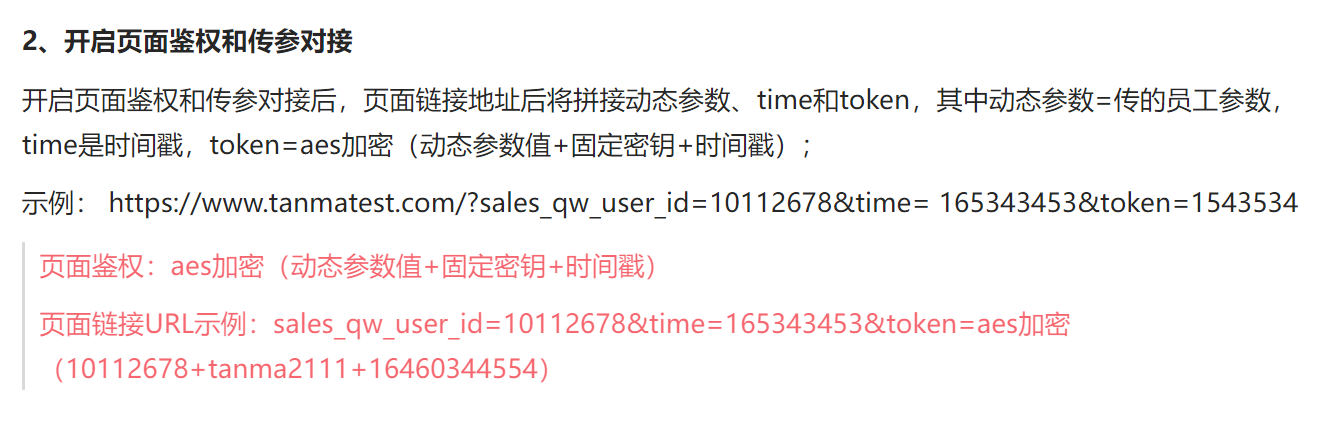 2、开启页面鉴权和传参对接
开启页面鉴权和传参对接后，页面链接地址后将拼接动态参数、time和token，其中动态参数=传的员工参数，
time是时间戳，token=aes加密（动态参数值+固定密钥+时间戳）；
示例： https://www.tanmatest.com/?sales_qw_user_id=10112678&time= 165343453&token=1543534
页面鉴权：aes加密（动态参数值+固定密钥+时间戳）
页面链接URL示例：sales_qw_user_id=10112678&time=165343453&token=aes加密
（10112678+tanma2111+16460344554）